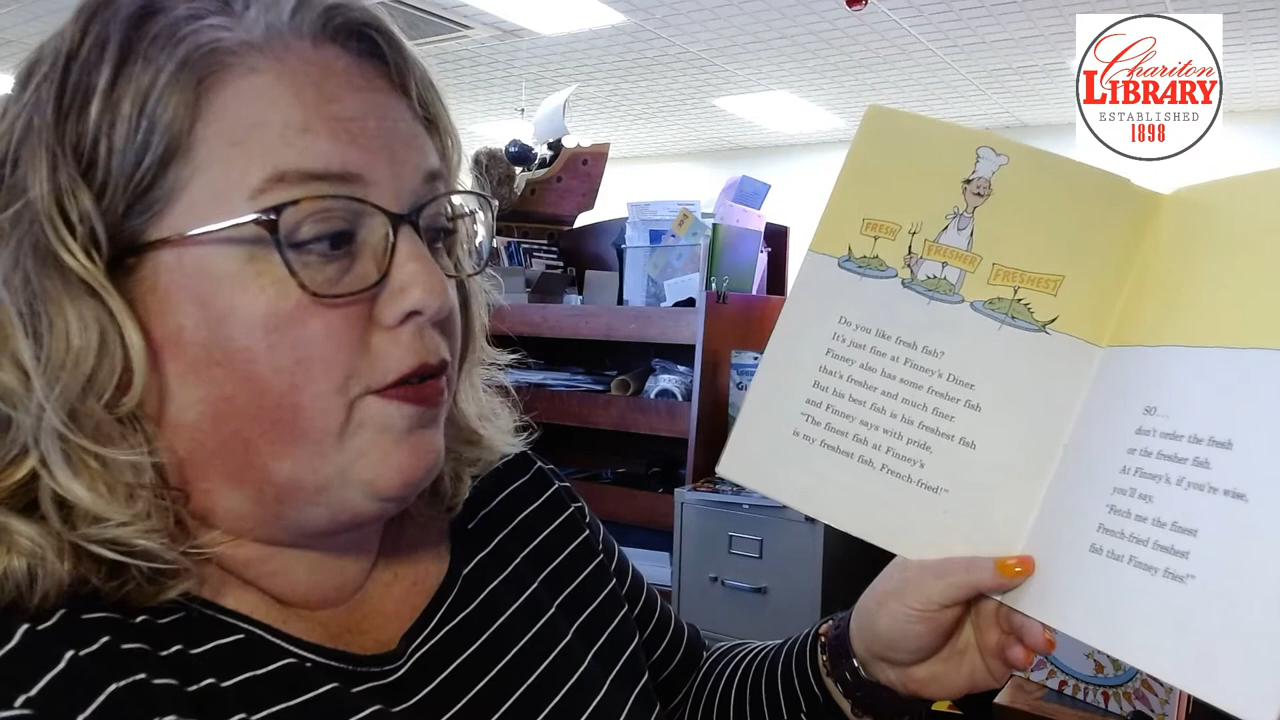 Chariton
LIBRARY
ESTABLISHED
1898
FRESH
FRESHER
FRESHEST
Do you like fresh fish?
It's just fine at Finney's Diner.
Finney also has some fresher fish
that's fresher and much finer.
But his best fish is his freshest fish
and Finney says with pride,
"The finest fish at Finney's
is my freshest fish, French-fried!"
SO...
don't order the fresh
or the fresher fish.
At Finney's, if you're wise,
you'll say,
"Fetch me the finest
French-fried freshest
fish that Finney fries!"